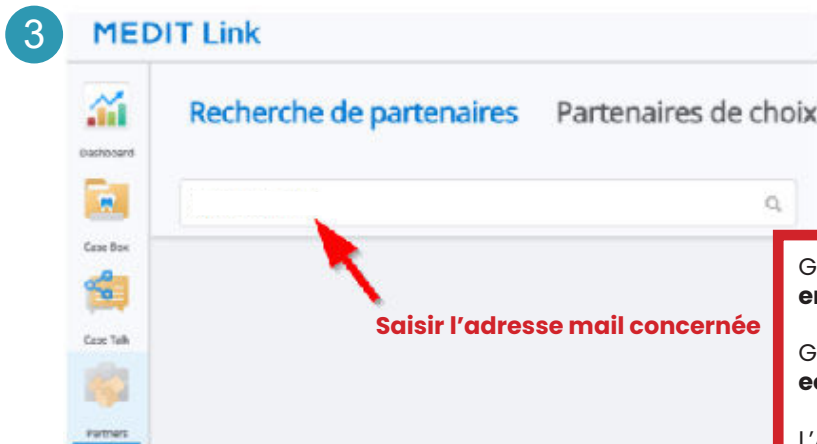 3
MEDIT Link
Recherche de partenaires Partenaires de choix
Dashboard
Case Box
Saisir l’adresse mail concernée
Case Talk
Partners
G
G
L’